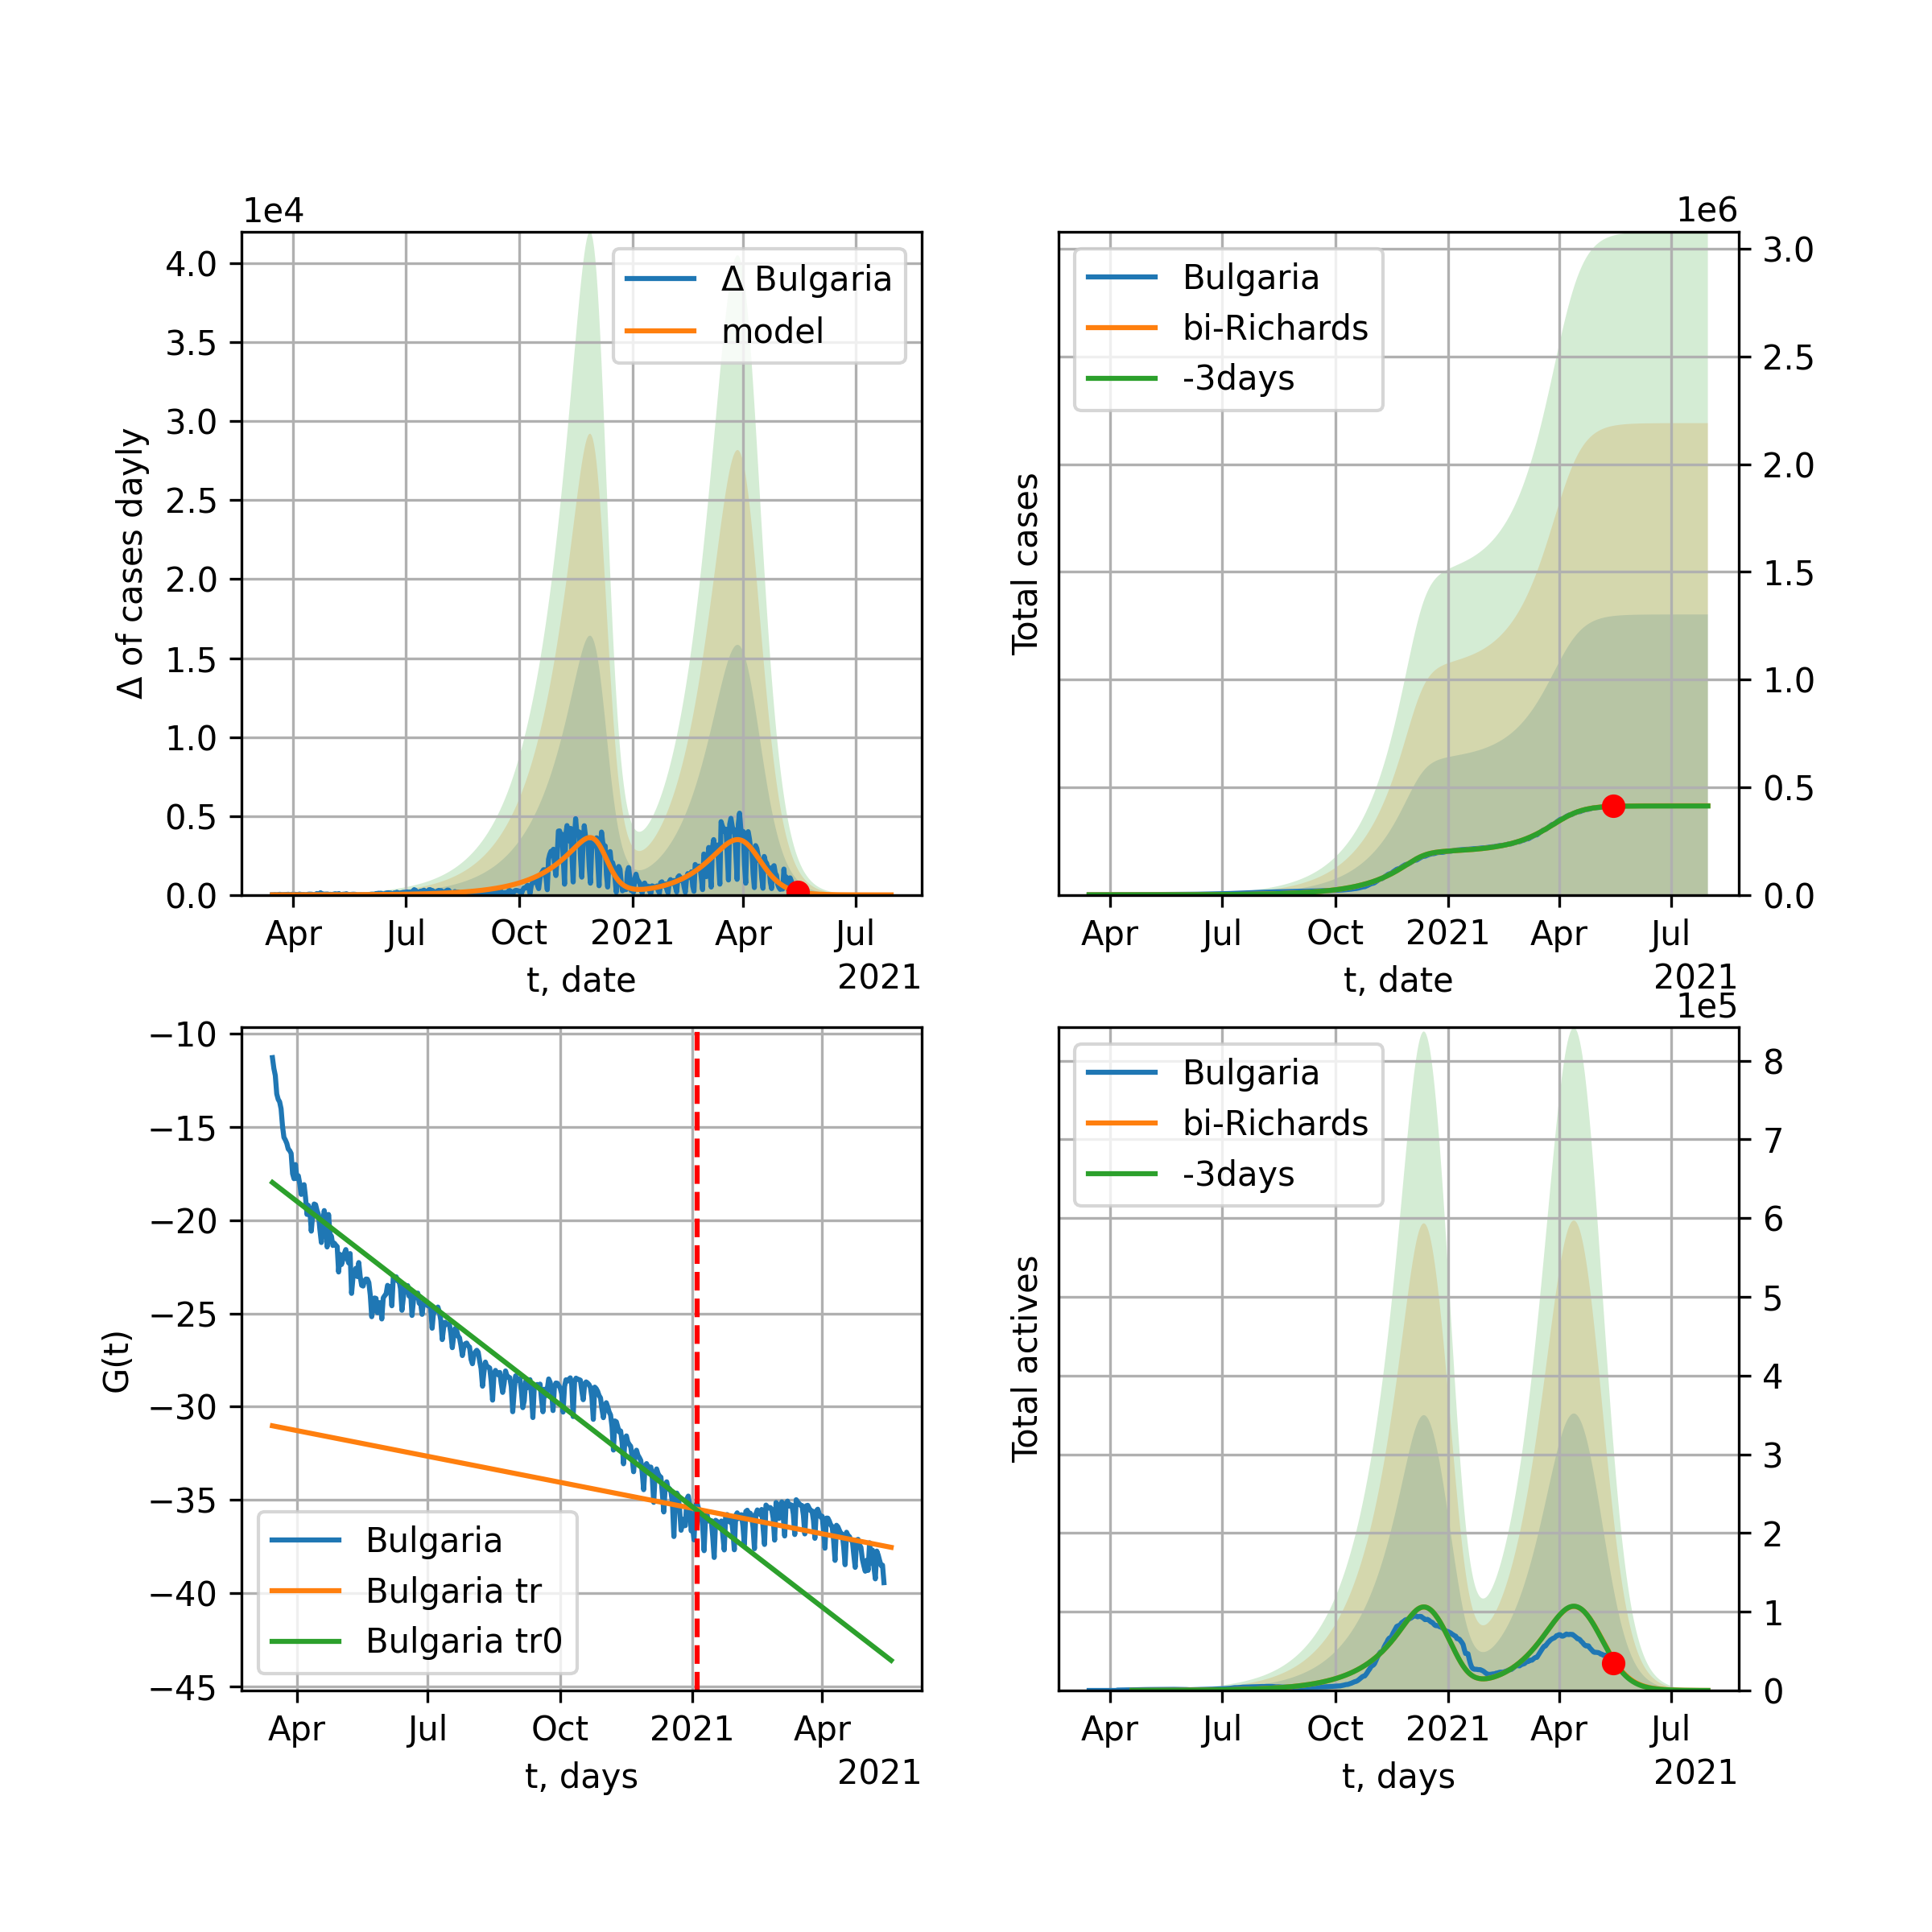 1e4
Δ of cases dayly
4.0
3.5
3.0
2.5
2.0
1.5
1.0
0.5
0.0
Δ Bulgaria
model
Apr Jul Oct 2021 Apr Jul
t, date
2021
1e6
Total cases
Bulgaria
bi-Richards
-3days
3.0
2.5
2.0
1.5
1.0
0.5
0.0
Apr Jul Oct 2021 Apr Jul
t, date
2021
G(t)
−10
−15
−20
−25
−30
−35
−40
−45
Bulgaria
Bulgaria tr
Bulgaria tr0
Apr Jul Oct 2021 Apr
t, days
2021
1e5
Total actives
Bulgaria
bi-Richards
-3days
8
7
6
5
4
3
2
1
0
Apr Jul Oct 2021 Apr Jul
t, days
2021